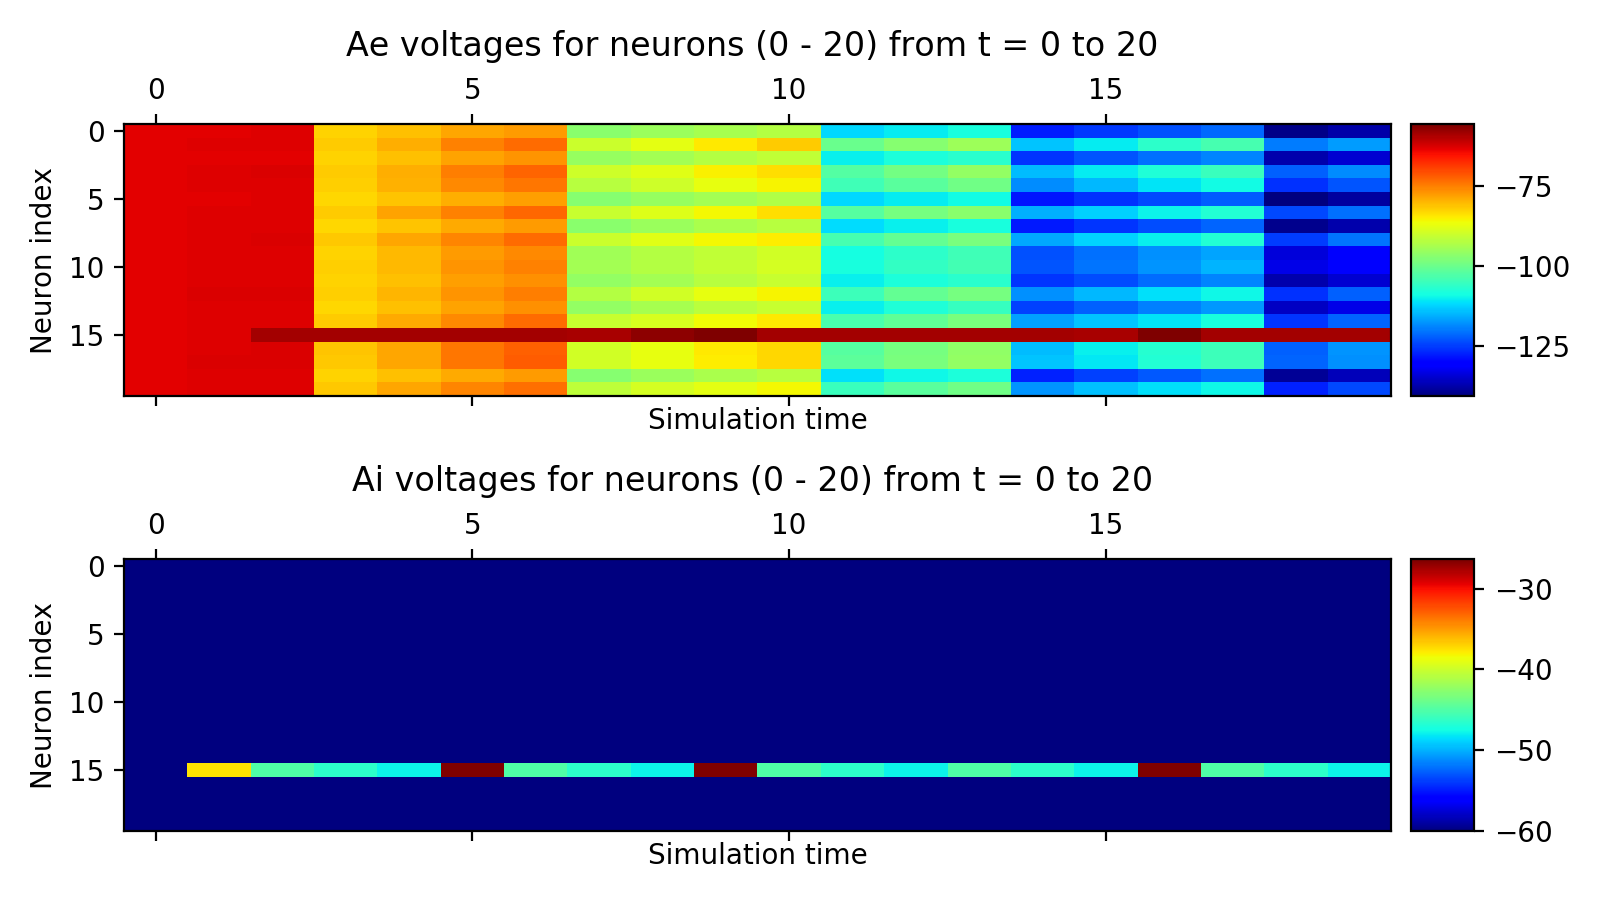 Ae voltages for neurons (0 - 20) from t = 0 to 20
0 5 10 15
Neuron index
0
5
10
15
−75
−100
−125
Simulation time
Ai voltages for neurons (0 - 20) from t = 0 to 20
0 5 10 15
Neuron index
0
5
10
15
−30
−40
−50
−60
Simulation time